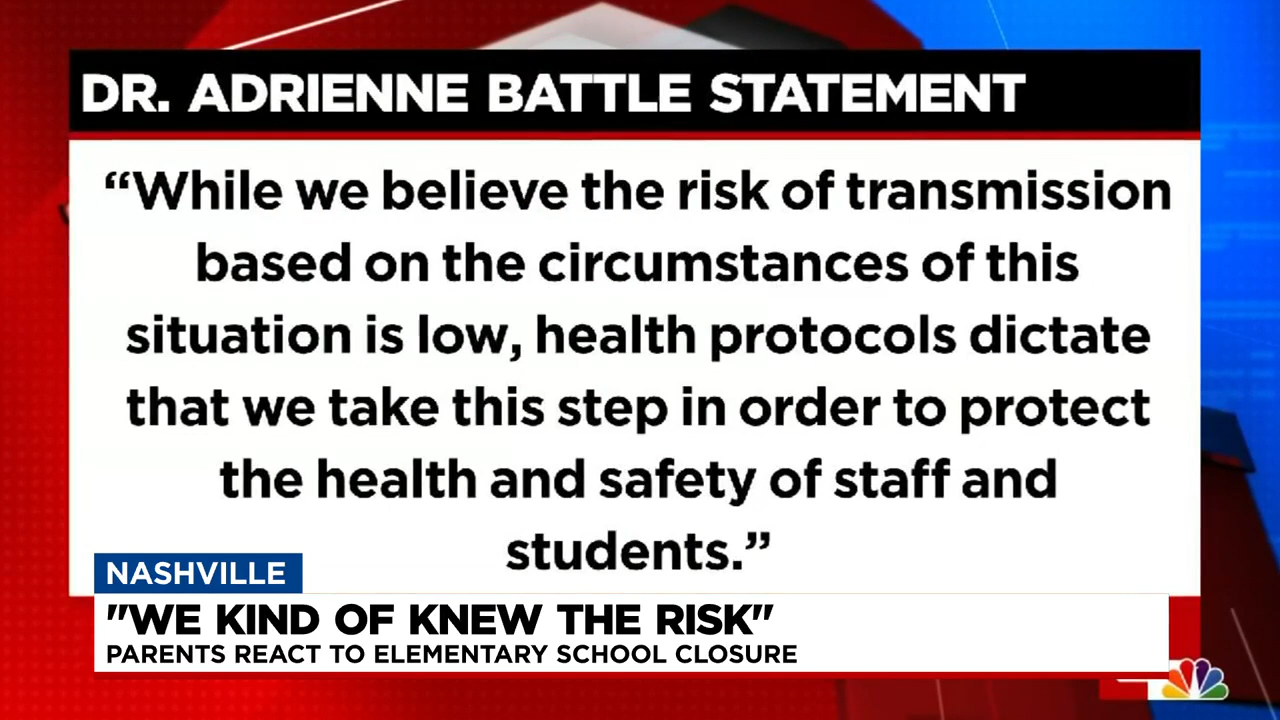 DR. ADRIENNE BATTLE STATEMENT
“While we believe the risk of transmission
based on the circumstances of this
situation is low, health protocols dictate
that we take this step in order to protect
the health and safety of staff and
students.”
NASHVILLE
"WE KIND OF KNEW THE RISK"
PARENTS REACT TO ELEMENTARY SCHOOL CLOSURE